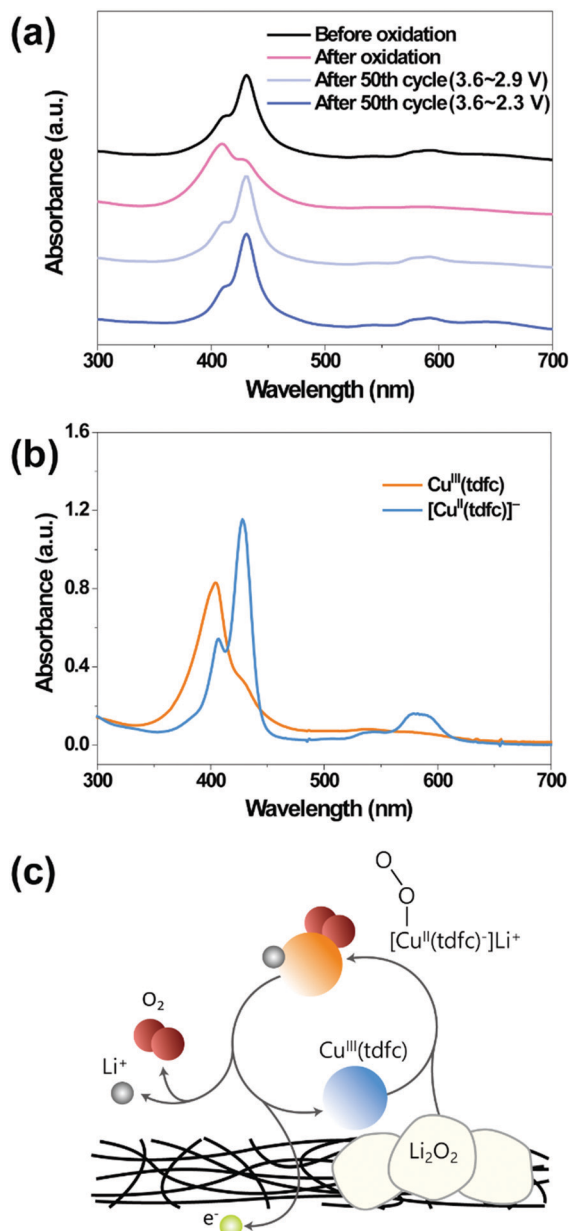 (a)
Before oxidation
After oxidation
After 50th cycle (3.6~2.9 V)
After 50th cycle (3.6~2.3 V)
Absorbance (a.u.)
300 400 500 600 700
Wavelength (nm)
(b)
1.6
1.2
0.8
0.4
0.0
Cuᴵᴵᴵ(tdfc)
[Cuᴵᴵ(tdfc)]⁻
Absorbance (a.u.)
300 400 500 600 700
Wavelength (nm)
(c)
O
O
[Cuᴵᴵ(tdfc)⁻]Li⁺
O₂
Li⁺
Cuᴵᴵᴵ(tdfc)
Li₂O₂
e⁻